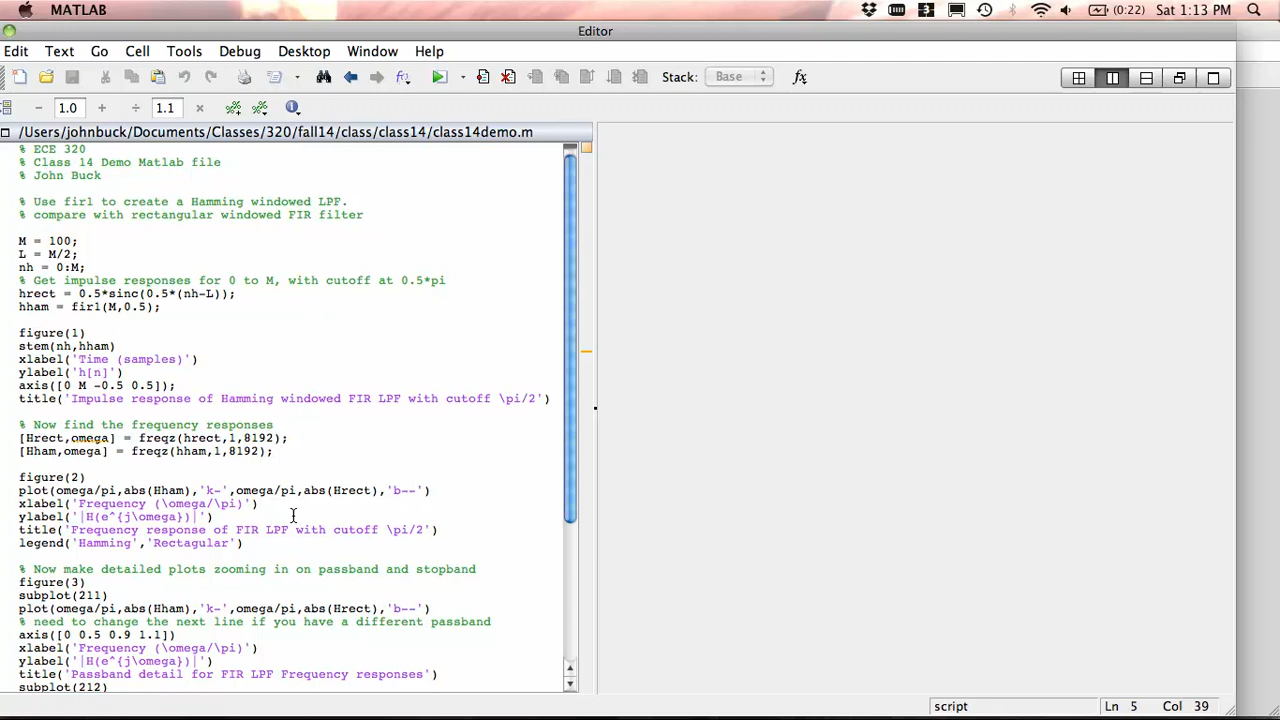 MATLAB (0:22) Sat 1:13 PM
Editor
Edit Text Go Cell Tools Debug Desktop Window Help
Stack: Base fx
− 1.0 + ÷ 1.1 ×
/Users/johnbuck/Documents/Classes/320/fall14/class/class14/class14demo.m
% ECE 320
% Class 14 Demo Matlab file
% John Buck
% Use fir1 to create a Hamming windowed LPF.
% compare with rectangular windowed FIR filter
M = 100;
L = M/2;
nh = 0:M;
% Get impulse responses for 0 to M, with cutoff at 0.5*pi
hrect = 0.5*sinc(0.5*(nh-L));
hham = fir1(M,0.5);
figure(1)
stem(nh,hham)
xlabel('Time (samples)')
ylabel('h[n]')
axis([0 M -0.5 0.5]);
title('Impulse response of Hamming windowed FIR LPF with cutoff \pi/2')
% Now find the frequency responses
[Hrect,omega] = freqz(hrect,1,8192);
[Hham,omega] = freqz(hham,1,8192);
figure(2)
plot(omega/pi,abs(Hham),'k-',omega/pi,abs(Hrect),'b--')
xlabel('Frequency (\omega/\pi)')
ylabel('|H(e^{j\omega})|')
title('Frequency response of FIR LPF with cutoff \pi/2')
legend('Hamming','Rectagular')
% Now make detailed plots zooming in on passband and stopband
figure(3)
subplot(211)
plot(omega/pi,abs(Hham),'k-',omega/pi,abs(Hrect),'b--')
% need to change the next line if you have a different passband
axis([0 0.5 0.9 1.1])
xlabel('Frequency (\omega/\pi)')
ylabel('|H(e^{j\omega})|')
title('Passband detail for FIR LPF Frequency responses')
subplot(212)
script Ln 5 Col 39